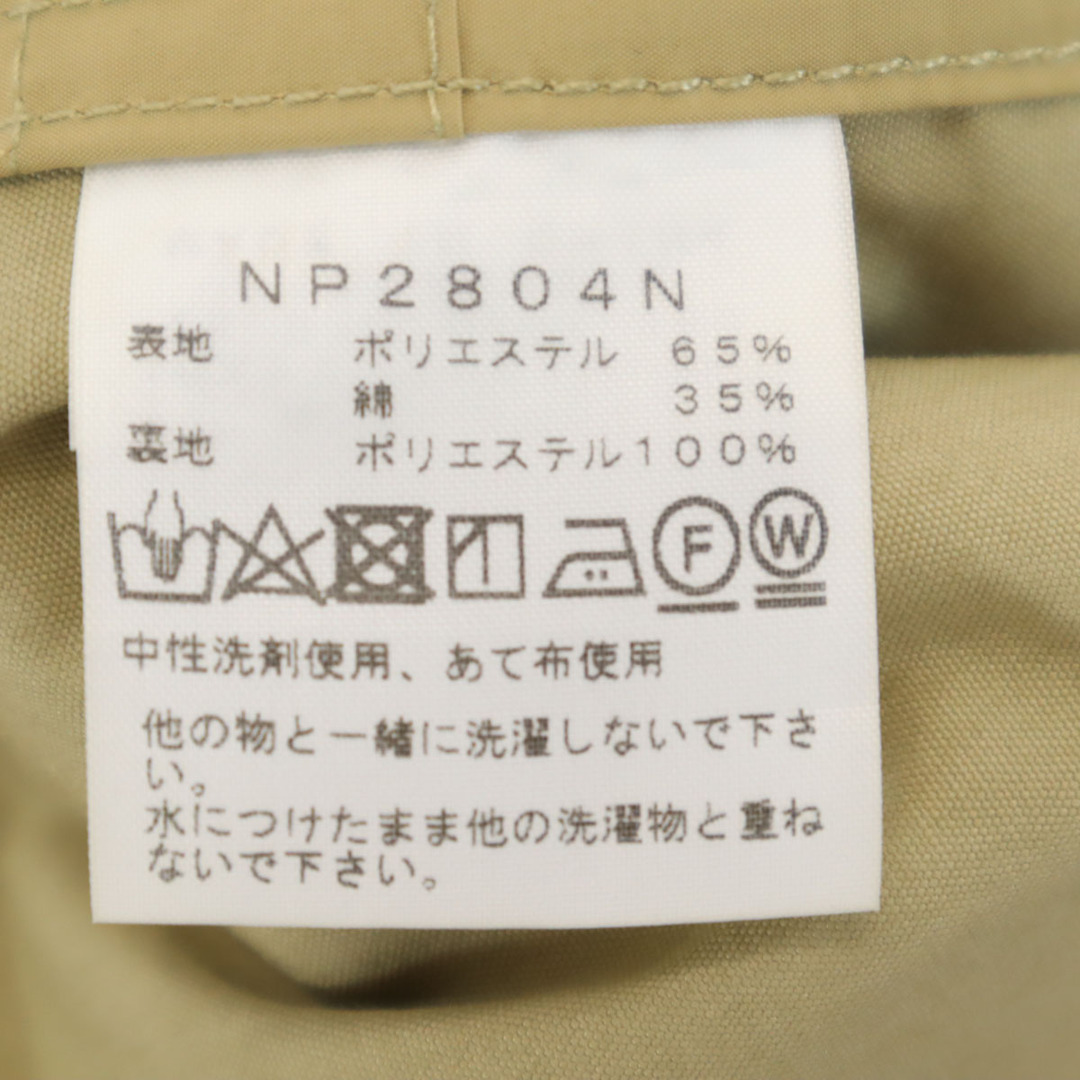 NP2804N
表地 ポリエステル 65%
綿 35%
裏地 ポリエステル100%
F W
中性洗剤使用、あて布使用
他の物と一緒に洗濯しないで下さ
い。
水につけたまま他の洗濯物と重ね
ないで下さい。